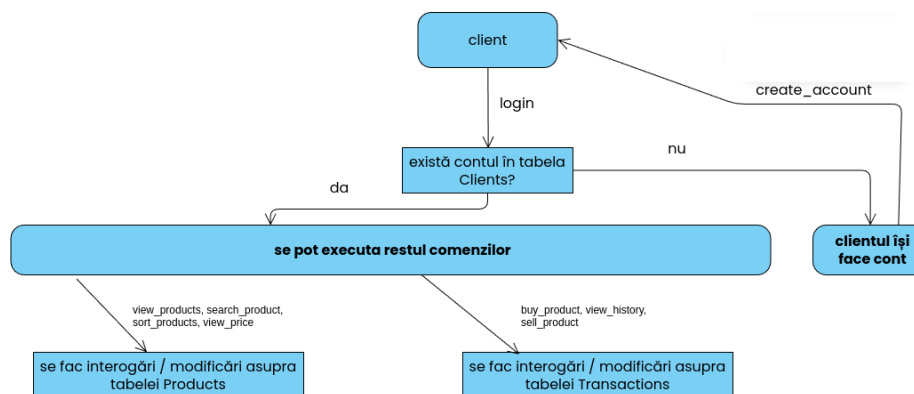 client
create_account
login
există contul în tabela
Clients?
nu
da
se pot executa restul comenzilor
clientul își
face cont
view_products, search_product,
sort_products, view_price
buy_product, view_history,
sell_product
se fac interogări / modificări asupra
tabelei Products
se fac interogări / modificări asupra
tabelei Transactions